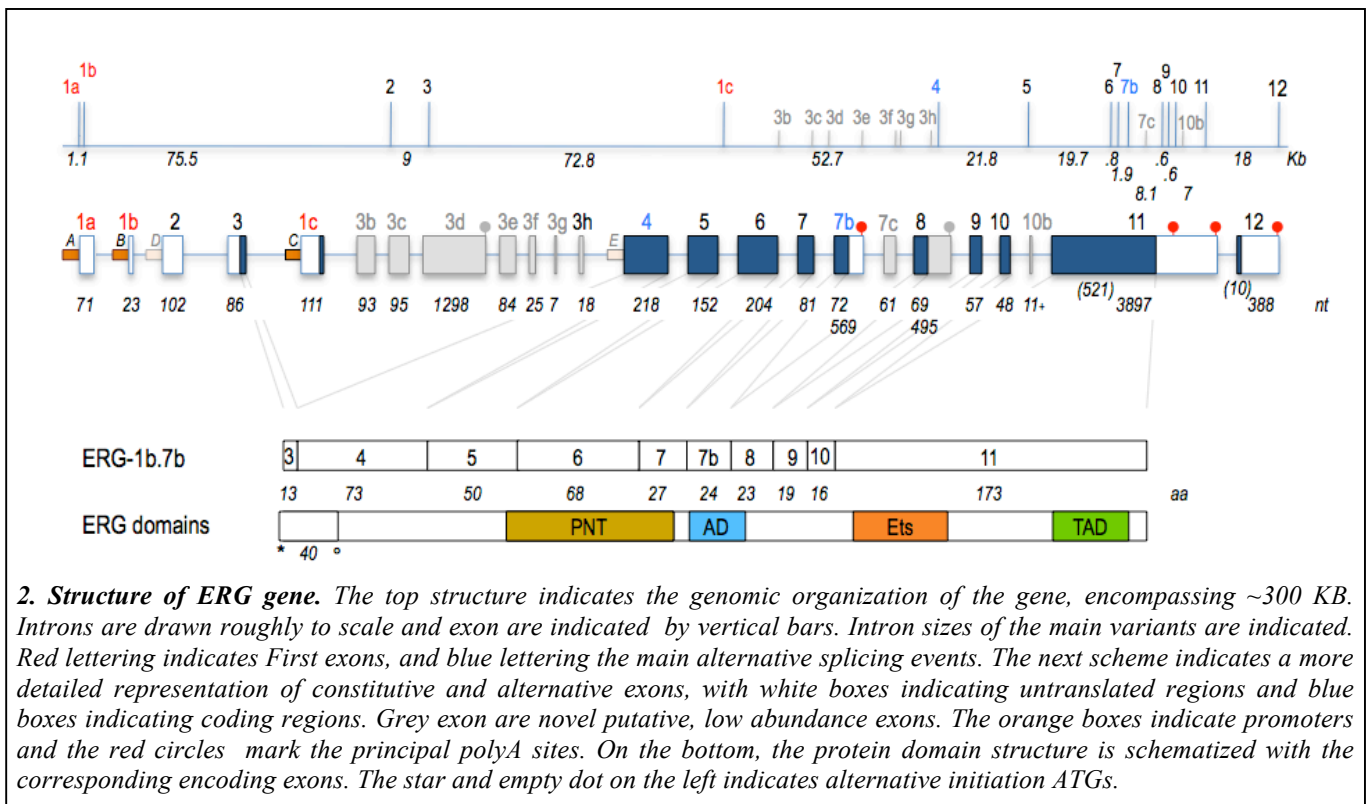 1a 1b 2 3 1c 4 5 6 7 7b 8 9 10 11 12
3b 3c 3d 3e 3f 3g 3h 7c 10b
1.1 75.5 9 72.8 52.7 21.8 19.7 .8 1.9 8.1 .6 .6 7 18 Kb
1a 1b 2 3 1c 3b 3c 3d 3e 3f 3g 3h 4 5 6 7 7b 7c 8 9 10 10b 11 12
A B D C E
71 23 102 86 111 93 95 1298 84 25 7 18 218 152 204 81 72 61 69 57 48 11+ (521) 3897 (10) 388 nt
569 495
ERG-1b.7b 3 4 5 6 7 7b 8 9 10 11
13 73 50 68 27 24 23 19 16 173 aa
ERG domains PNT AD Ets TAD
* 40 °
2. Structure of ERG gene. The top structure indicates the genomic organization of the gene, encompassing ~300 KB.
Introns are drawn roughly to scale and exon are indicated by vertical bars. Intron sizes of the main variants are indicated.
Red lettering indicates First exons, and blue lettering the main alternative splicing events. The next scheme indicates a more
detailed representation of constitutive and alternative exons, with white boxes indicating untranslated regions and blue
boxes indicating coding regions. Grey exon are novel putative, low abundance exons. The orange boxes indicate promoters
and the red circles mark the principal polyA sites. On the bottom, the protein domain structure is schematized with the
corresponding encoding exons. The star and empty dot on the left indicates alternative initiation ATGs.